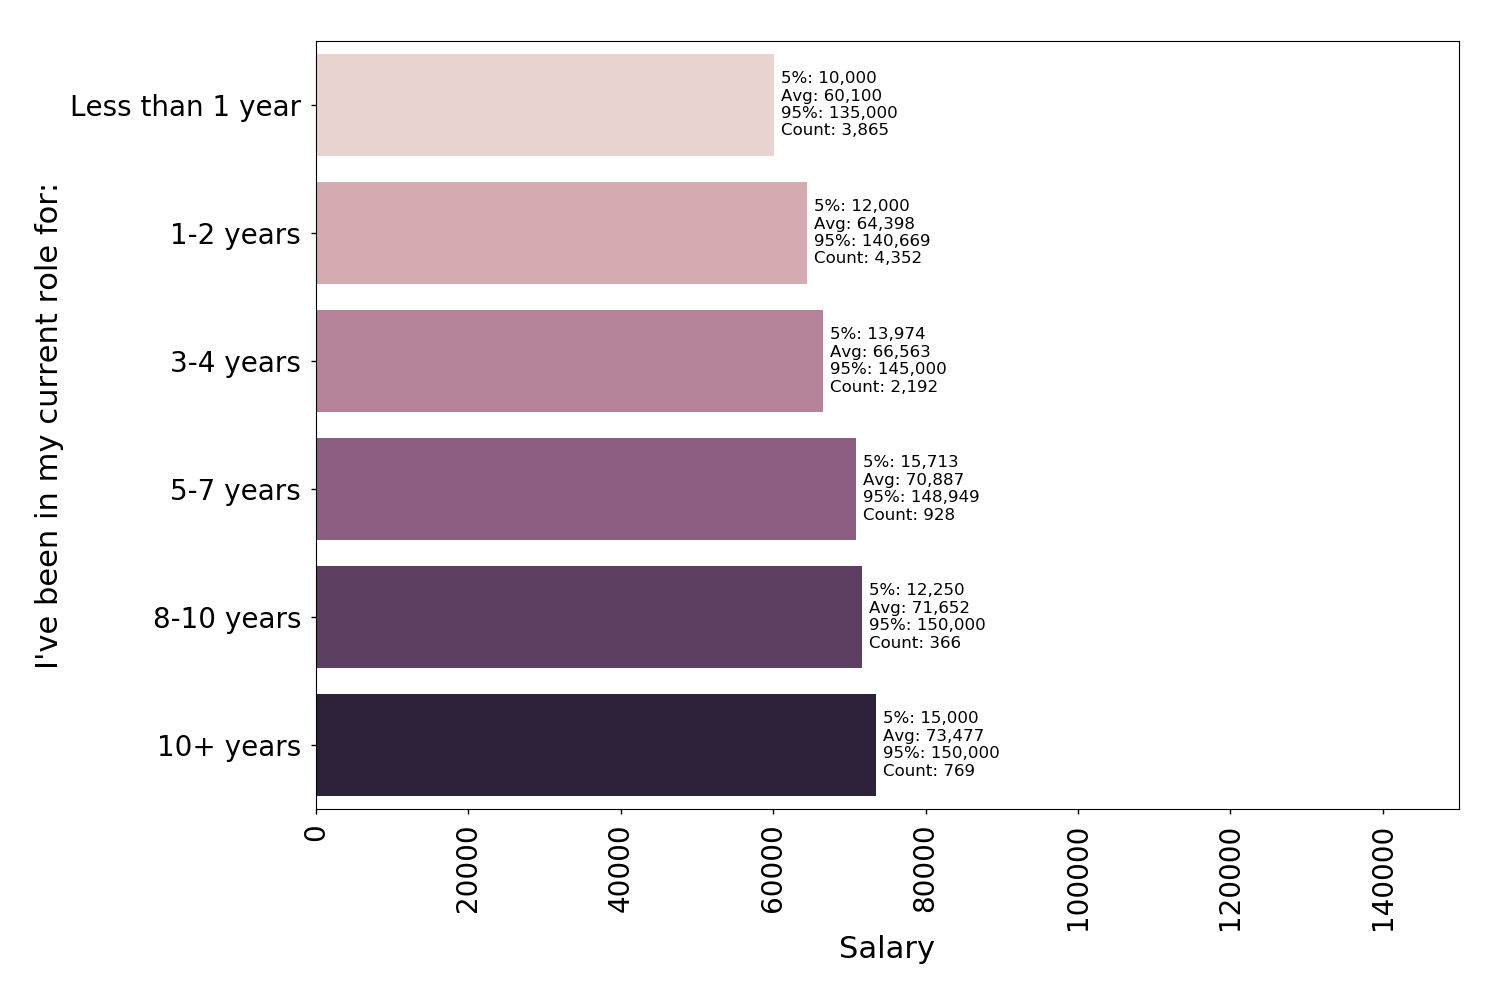 I've been in my current role for:
Less than 1 year
5%: 10,000
Avg: 60,100
95%: 135,000
Count: 3,865
1-2 years
5%: 12,000
Avg: 64,398
95%: 140,669
Count: 4,352
3-4 years
5%: 13,974
Avg: 66,563
95%: 145,000
Count: 2,192
5-7 years
5%: 15,713
Avg: 70,887
95%: 148,949
Count: 928
8-10 years
5%: 12,250
Avg: 71,652
95%: 150,000
Count: 366
10+ years
5%: 15,000
Avg: 73,477
95%: 150,000
Count: 769
0
20000
40000
60000
80000
100000
120000
140000
Salary